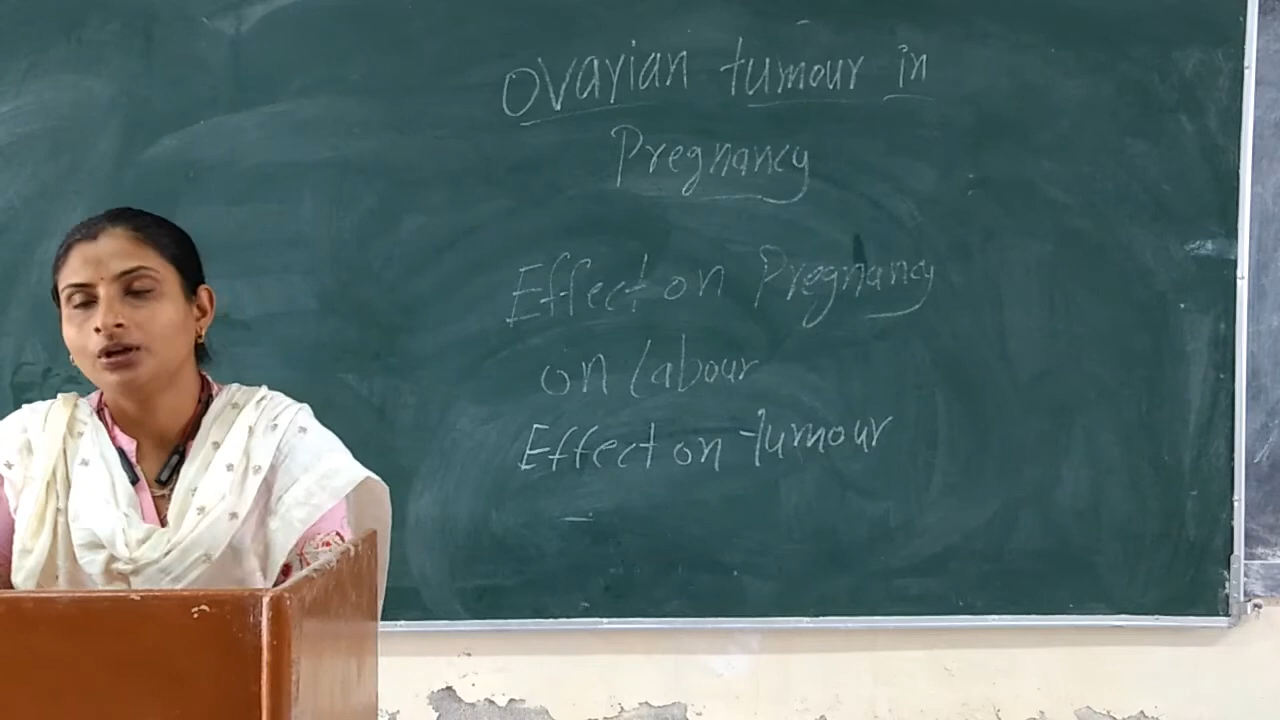 Ovarian tumour in
Pregnancy
Effect on Pregnancy
on Labour
Effect on tumour